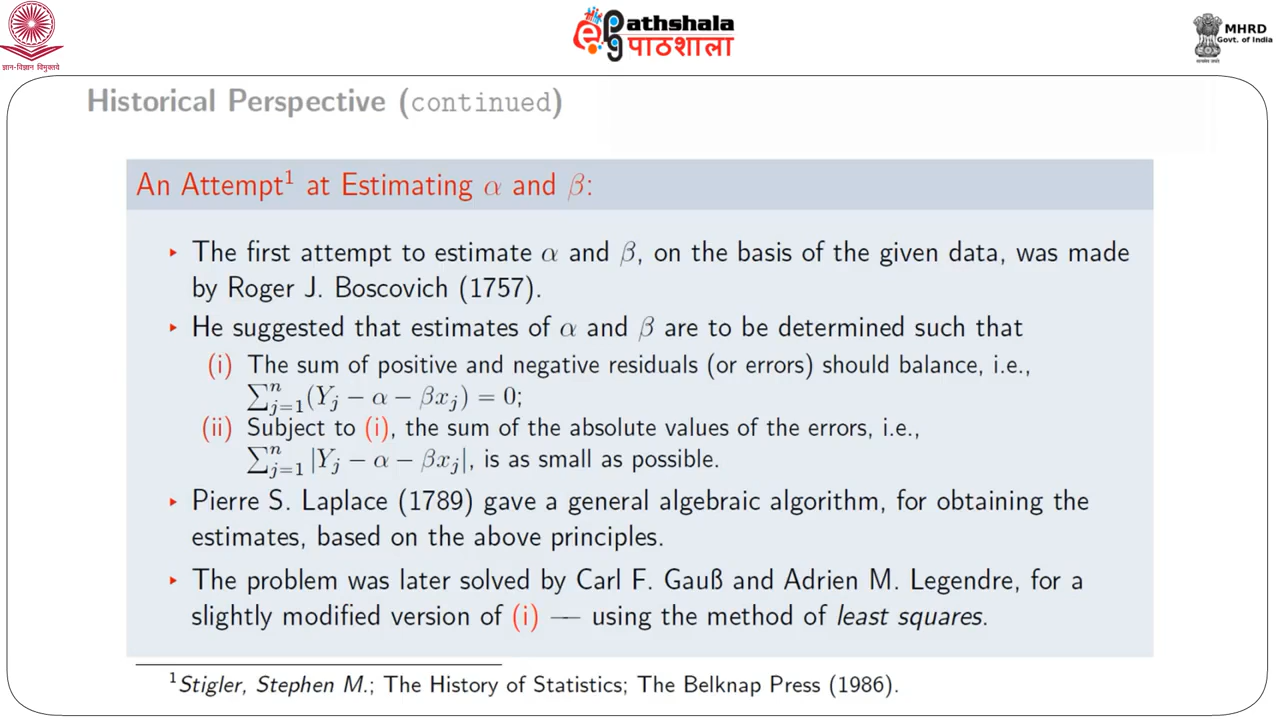 ज्ञान-विज्ञान विमुक्तये
e pg athshala
पाठशाला
MHRD
Govt. of India
Historical Perspective (continued)
An Attempt¹ at Estimating α and β:
‣ The first attempt to estimate α and β, on the basis of the given data, was made
by Roger J. Boscovich (1757).
‣ He suggested that estimates of α and β are to be determined such that
(i) The sum of positive and negative residuals (or errors) should balance, i.e.,
∑ⁿⱼ₌₁(Yⱼ − α − βxⱼ) = 0;
(ii) Subject to (i), the sum of the absolute values of the errors, i.e.,
∑ⁿⱼ₌₁ |Yⱼ − α − βxⱼ|, is as small as possible.
‣ Pierre S. Laplace (1789) gave a general algebraic algorithm, for obtaining the
estimates, based on the above principles.
‣ The problem was later solved by Carl F. Gauß and Adrien M. Legendre, for a
slightly modified version of (i) — using the method of least squares.
¹Stigler, Stephen M.; The History of Statistics; The Belknap Press (1986).